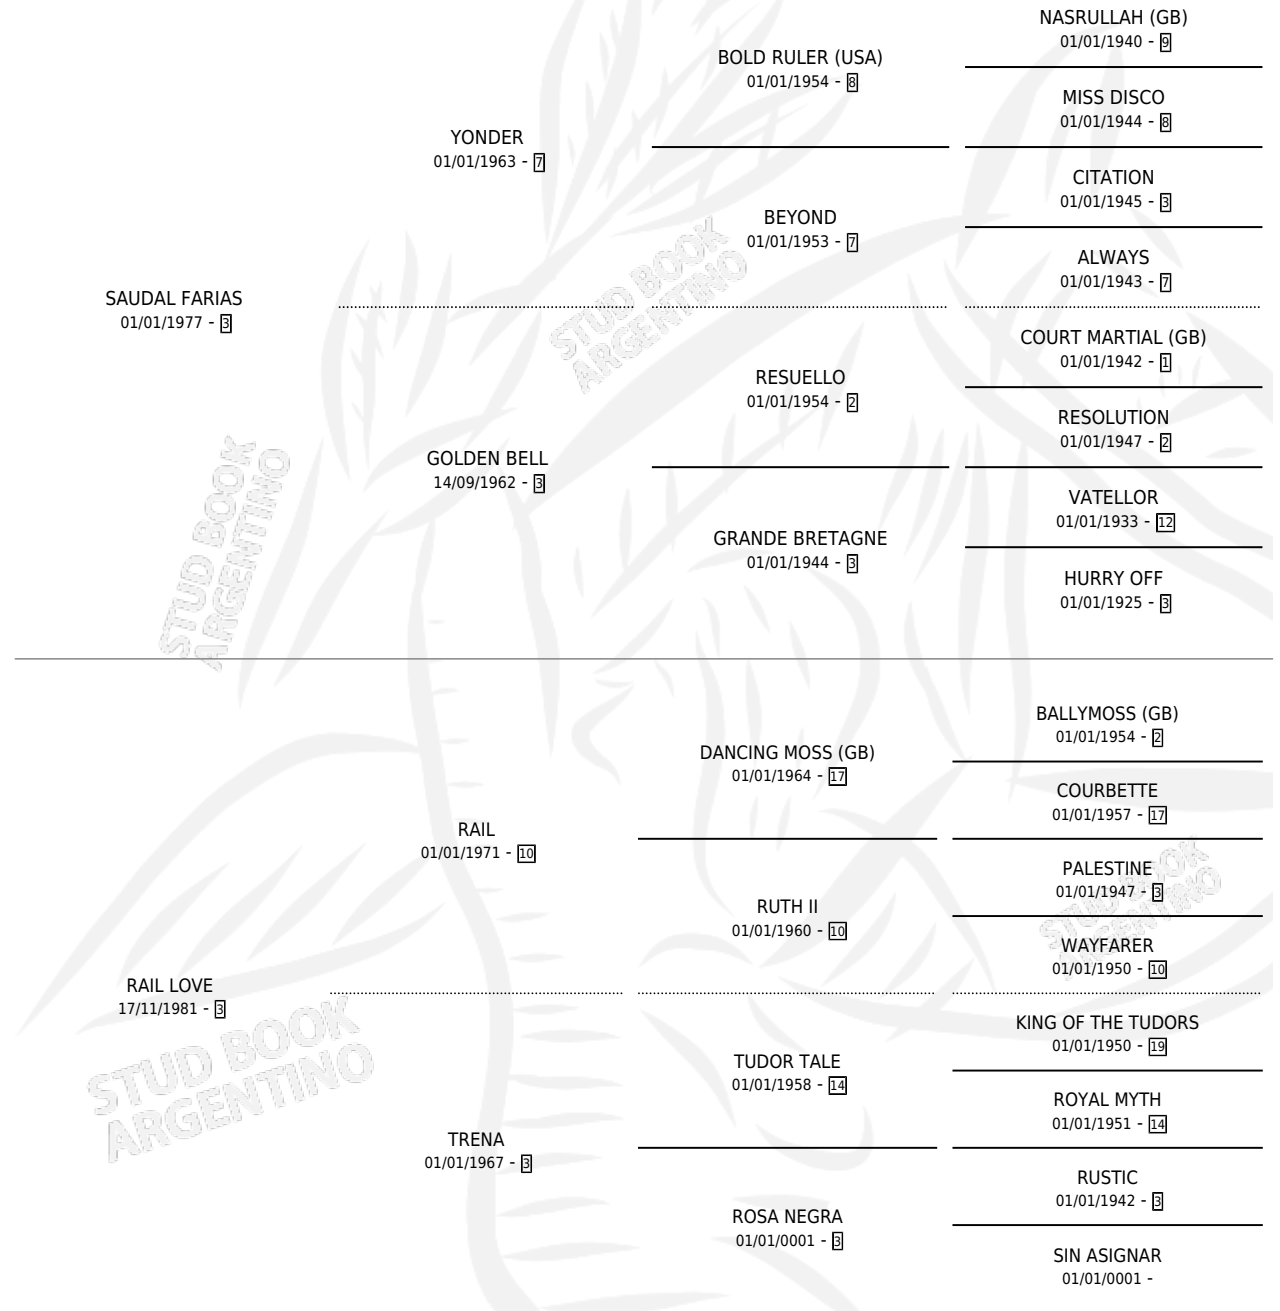 NASRULLAH (GB)
01/01/1940 - 9
BOLD RULER (USA)
01/01/1954 - 8
MISS DISCO
01/01/1944 - 8
YONDER
01/01/1963 - 7
CITATION
01/01/1945 - 3
BEYOND
01/01/1953 - 7
ALWAYS
01/01/1943 - 7
SAUDAL FARIAS
01/01/1977 - 3
COURT MARTIAL (GB)
01/01/1942 - 1
RESUELLO
01/01/1954 - 2
RESOLUTION
01/01/1947 - 2
GOLDEN BELL
14/09/1962 - 3
VATELLOR
01/01/1933 - 12
GRANDE BRETAGNE
01/01/1944 - 3
HURRY OFF
01/01/1925 - 3
BALLYMOSS (GB)
01/01/1954 - 2
DANCING MOSS (GB)
01/01/1964 - 17
COURBETTE
01/01/1957 - 17
RAIL
01/01/1971 - 10
PALESTINE
01/01/1947 - 3
RUTH II
01/01/1960 - 10
WAYFARER
01/01/1950 - 10
RAIL LOVE
17/11/1981 - 3
KING OF THE TUDORS
01/01/1950 - 19
TUDOR TALE
01/01/1958 - 14
ROYAL MYTH
01/01/1951 - 14
TRENA
01/01/1967 - 3
RUSTIC
01/01/1942 - 3
ROSA NEGRA
01/01/0001 - 3
SIN ASIGNAR
01/01/0001 -
STUD BOOK
ARGENTINO
STUD BOOK
ARGENTINO
STUD BOOK
ARGENTINO
STUD BOOK
ARGENTINO